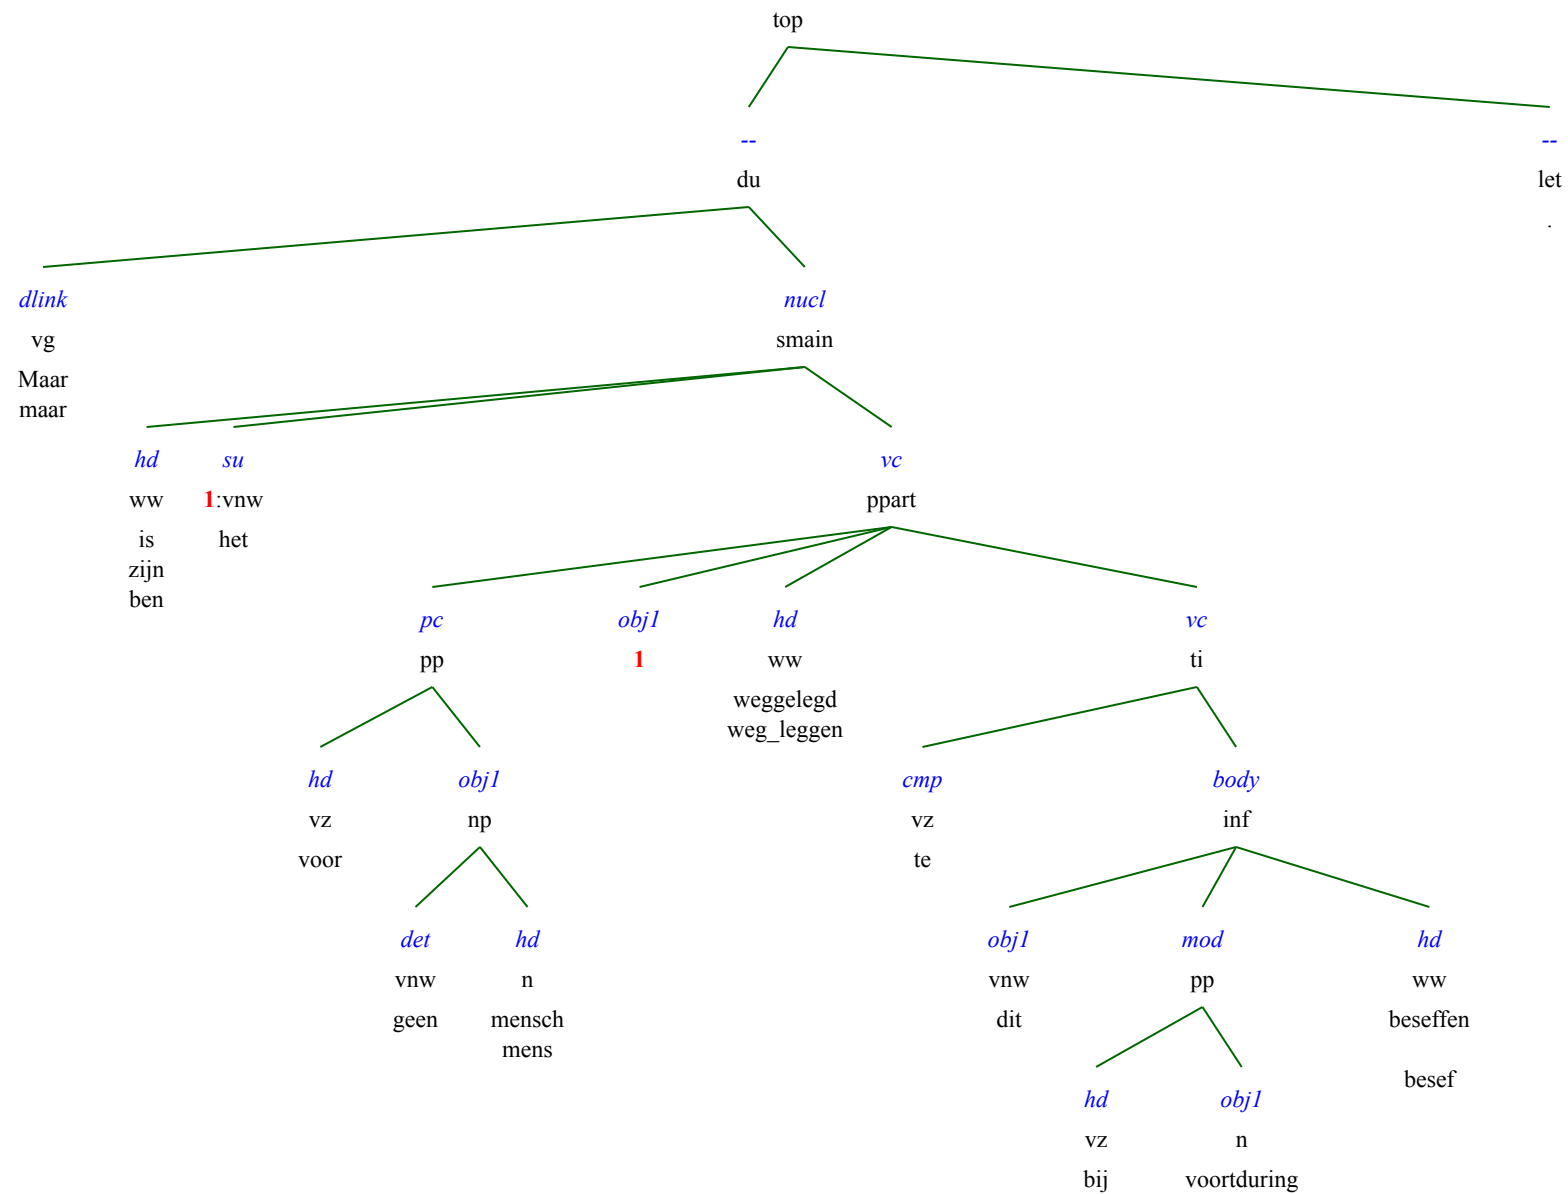 top
-- --
du let
.
dlink nucl
vg smain
Maar
maar
hd su vc
ww 1:vnw ppart
is het
zijn
ben
pc obj1 hd vc
pp 1 ww ti
weggelegd
weg_leggen
hd obj1 cmp body
vz np vz inf
voor te
det hd obj1 mod hd
vnw n vnw pp ww
geen mensch dit beseffen
mens
besef
hd obj1
vz n
bij voortduring